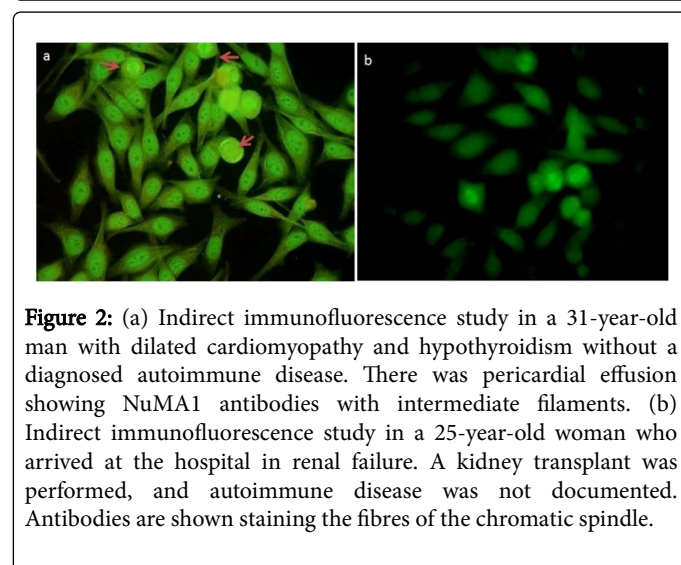 a
b
Figure 2: (a) Indirect immunofluorescence study in a 31-year-old
man with dilated cardiomyopathy and hypothyroidism without a
diagnosed autoimmune disease. There was pericardial effusion
showing NuMA1 antibodies with intermediate filaments. (b)
Indirect immunofluorescence study in a 25-year-old woman who
arrived at the hospital in renal failure. A kidney transplant was
performed, and autoimmune disease was not documented.
Antibodies are shown staining the fibres of the chromatic spindle.